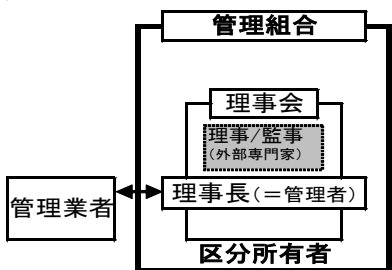 管理組合
理事会
理事/監事
(外部専門家)
管理業者
理事長(=管理者)
区分所有者